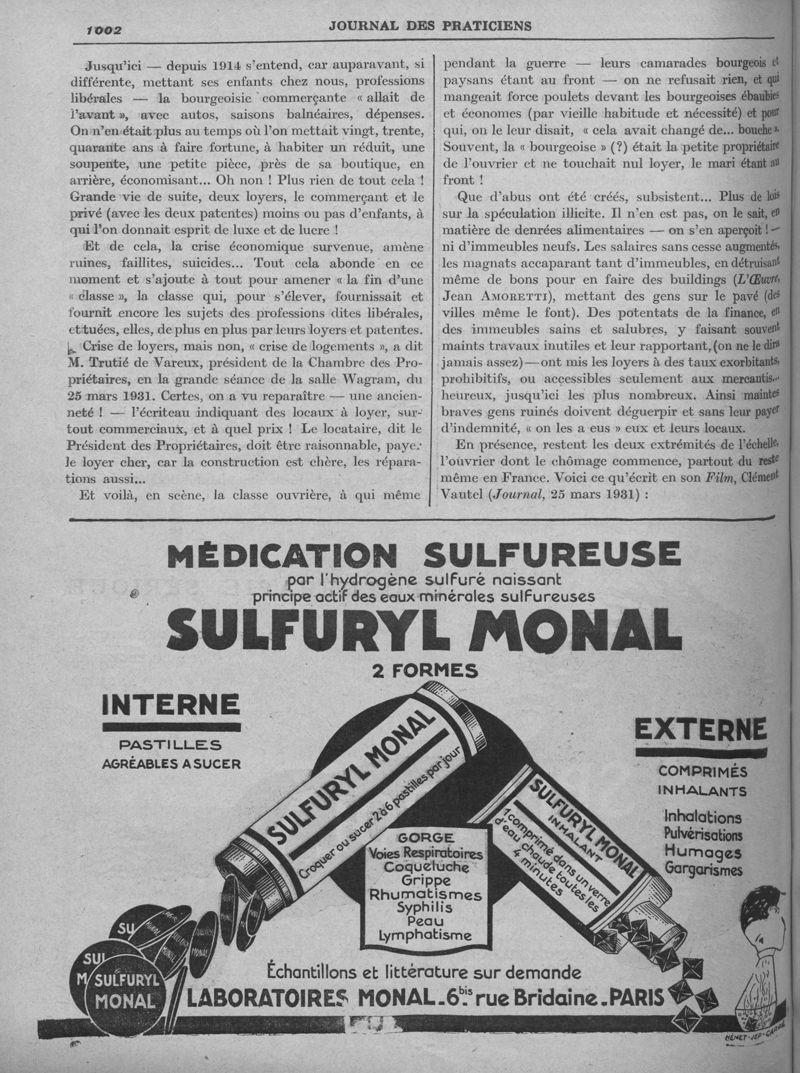 1002
JOURNAL DES PRATICIENS
Jusqu'ici — depuis 1914 s'entend, car auparavant, si
différente, mettant ses enfants chez nous, professions
libérales — la bourgeoisie commerçante « allait de
l'avant », avec autos, saisons balnéaires, dépenses.
On n'en était plus au temps où l'on mettait vingt, trente,
quarante ans à faire fortune, à habiter un réduit, une
soupente, une petite pièce, près de sa boutique, en
arrière, économisant... Oh non ! Plus rien de tout cela !
Grande vie de suite, deux loyers, le commerçant et le
privé (avec les deux patentes) moins ou pas d'enfants, à
qui l'on donnait esprit de luxe et de lucre !
Et de cela, la crise économique survenue, amène
ruines, faillites, suicides... Tout cela abonde en ce
moment et s'ajoute à tout pour amener « la fin d'une
« classe », la classe qui, pour s'élever, fournissait et
fournit encore les sujets des professions dites libérales,
et tuées, elles, de plus en plus par leurs loyers et patentes.
Crise de loyers, mais non, « crise de logements », a dit
M. Trutié de Vareux, président de la Chambre des Pro-
priétaires, en la grande séance de la salle Wagram, du
25 mars 1931. Certes, on a vu reparaître — une ancien-
neté ! — l'écriteau indiquant des locaux à loyer, sur-
tout commerciaux, et à quel prix ! Le locataire, dit le
Président des Propriétaires, doit être raisonnable, payer
le loyer cher, car la construction est chère, les répara-
tions aussi...
Et voilà, en scène, la classe ouvrière, à qui même
pendant la guerre — leurs camarades bourgeois et
paysans étant au front — on ne refusait rien, et qui
mangeait force poulets devant les bourgeoises ébaubies
et économes (par vieille habitude et nécessité) et pour
qui, on le leur disait, « cela avait changé de... bouche ».
Souvent, la « bourgeoise » (?) était la petite propriétaire
de l'ouvrier et ne touchait nul loyer, le mari étant au
front !
Que d'abus ont été créés, subsistent... Plus de lois
sur la spéculation illicite. Il n'en est pas, on le sait, en
matière de denrées alimentaires — on s'en aperçoit ! —
ni d'immeubles neufs. Les salaires sans cesse augmentés,
les magnats accaparant tant d'immeubles, en détruisant
même de bons pour en faire des buildings (L'Œuvre,
Jean AMORETTI), mettant des gens sur le pavé (des
villes même le font). Des potentats de la finance, en
des immeubles sains et salubres, y faisant souvent
maints travaux inutiles et leur rapportant, (on ne le dira
jamais assez) — ont mis les loyers à des taux exorbitants,
prohibitifs, ou accessibles seulement aux mercantis...
heureux, jusqu'ici les plus nombreux. Ainsi maintes
braves gens ruinés doivent déguerpir et sans leur payer
d'indemnité, « on les a eus » eux et leurs locaux.
En présence, restent les deux extrémités de l'échelle,
l'ouvrier dont le chômage commence, partout du reste
même en France. Voici ce qu'écrit en son Film, Clément
Vautel (Journal, 25 mars 1931) :
MÉDICATION SULFUREUSE
par l'hydrogène sulfuré naissant
principe actif des eaux minérales sulfureuses
SULFURYL MONAL
2 FORMES
INTERNE
PASTILLES
AGRÉABLES A SUCER
EXTERNE
COMPRIMÉS
INHALANTS
Inhalations
Pulvérisations
Humages
Gargarismes
SULFURYL MONAL
Croquer ou sucer 2 à 6 pastilles par jour
SULFURYL MONAL
INHALANT
1 comprimé dans un verre
d'eau chaude toutes les
4 minutes
GORGE
Voies Respiratoires
Coqueluche
Grippe
Rhumatismes
Syphilis
Peau
Lymphatisme
SU
SUL
M
SULFURYL
MONAL
MONAL
Échantillons et littérature sur demande
LABORATOIRES MONAL_6bis rue Bridaine_PARIS